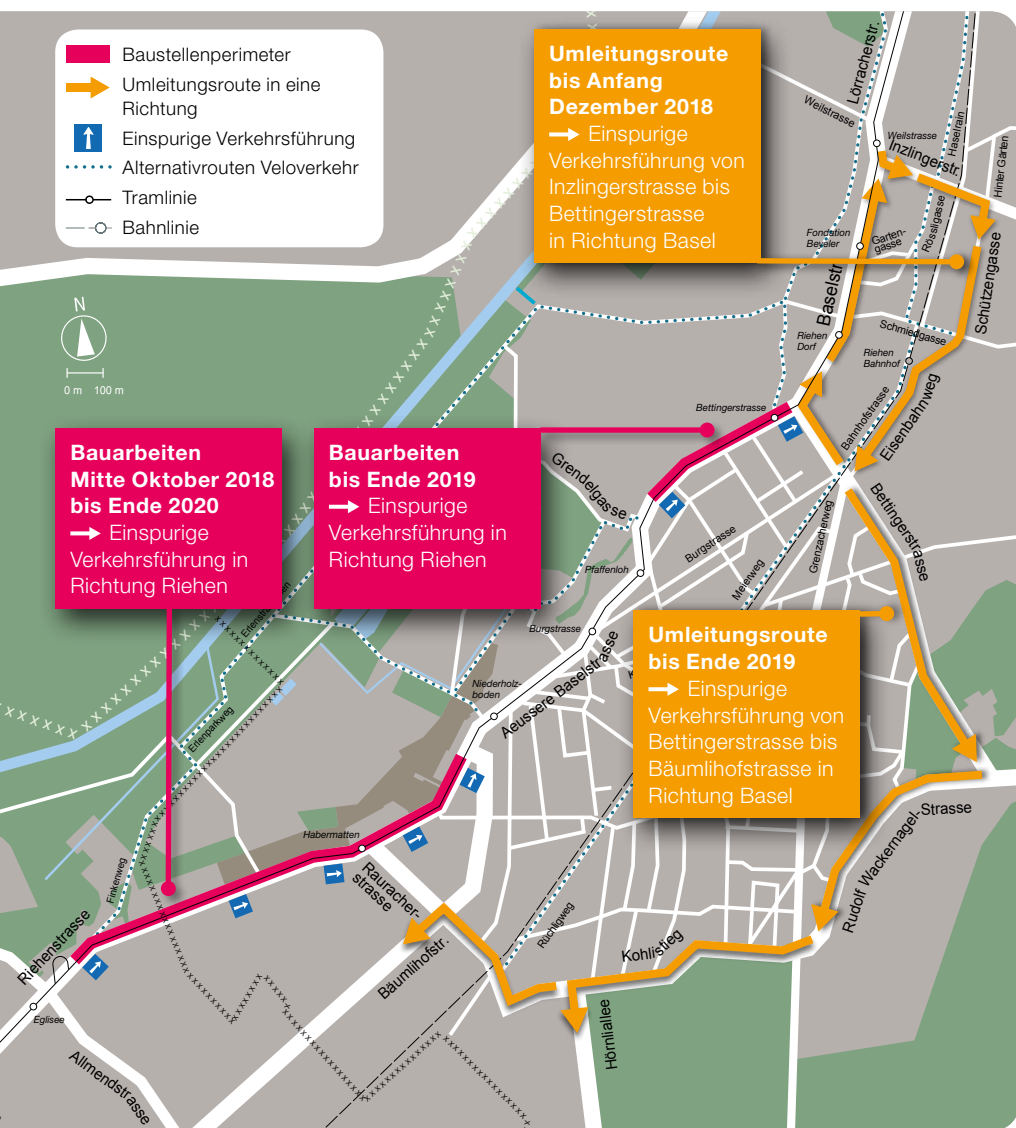 Baustellenperimeter
Umleitungsroute in eine
Richtung
Einspurige Verkehrsführung
Alternativrouten Veloverkehr
Tramlinie
Bahnlinie
N
0 m 100 m
Umleitungsroute
bis Anfang
Dezember 2018
→ Einspurige
Verkehrsführung von
Inzlingerstrasse bis
Bettingerstrasse
in Richtung Basel
Bauarbeiten
Mitte Oktober 2018
bis Ende 2020
→ Einspurige
Verkehrsführung in
Richtung Riehen
Bauarbeiten
bis Ende 2019
→ Einspurige
Verkehrsführung in
Richtung Riehen
Umleitungsroute
bis Ende 2019
→ Einspurige
Verkehrsführung von
Bettingerstrasse bis
Bäumlihofstrasse in
Richtung Basel
Lörracherstr.
Weilstrasse
Weilstrasse
Inzlingerstr.
Haselrain
Hinter Gärten
Fondation
Beyeler
Garten-
gasse
Rössligasse
Schützengasse
Schmiedgasse
Riehen
Dorf
Riehen
Bahnhof
Bettingerstrasse
Bahnhofstrasse
Eisenbahnweg
Grendelgasse
Burgstrasse
Grenzacherweg
Bettingerstrasse
Meierweg
Pfaffenloh
Burgstrasse
Niederholz-
boden
Aeussere Baselstrasse
Erlenparkweg
Habermatten
Rauracher-
strasse
Finkenweg
Riehenstrasse
Eglisee
Allmendstrasse
Bäumlihofstr.
Rüchligweg
Kohlistieg
Hörnliallee
Rudolf Wackernagel-Strasse